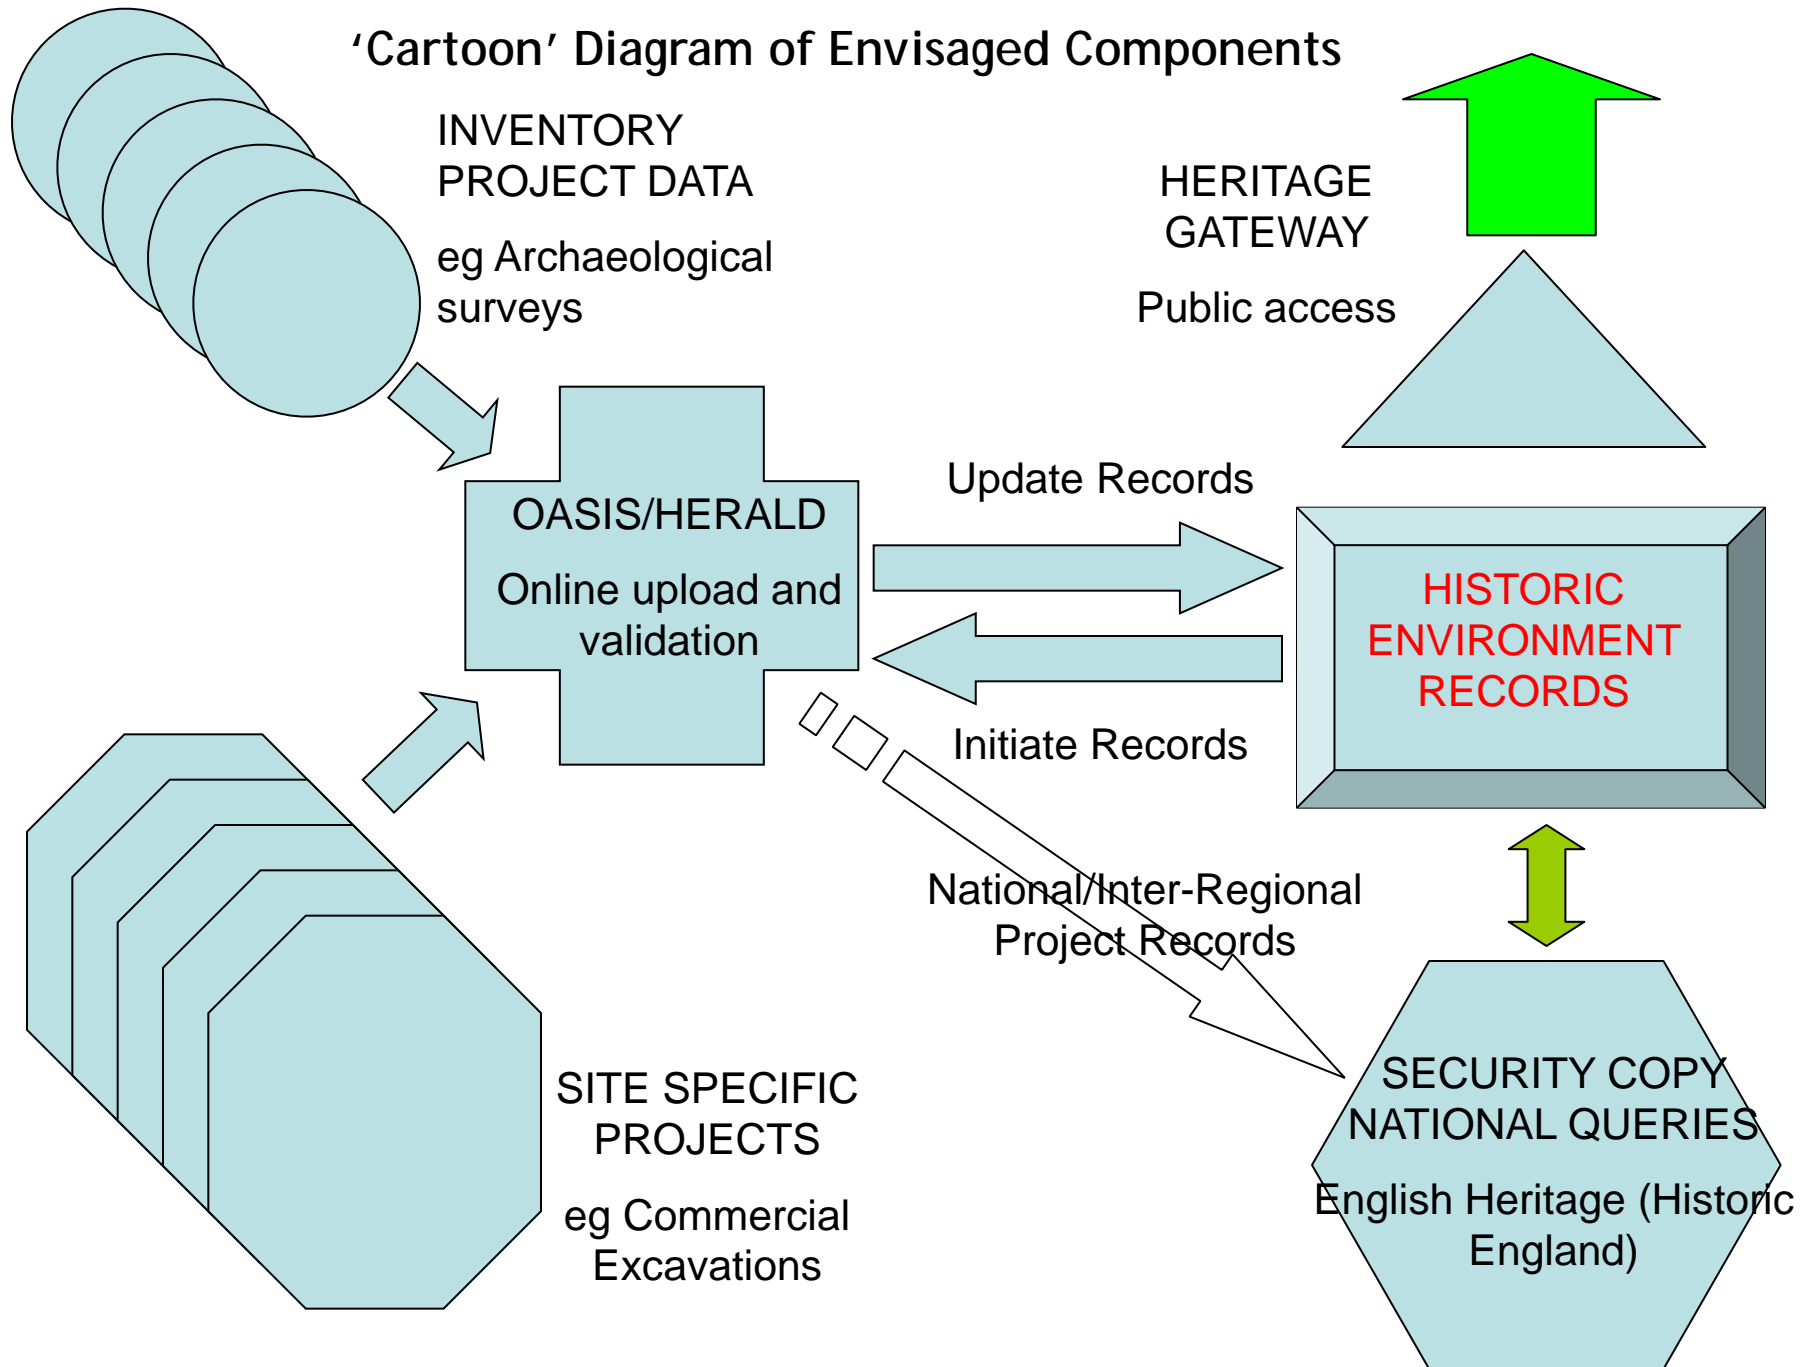 ‘Cartoon’ Diagram of Envisaged Components
INVENTORY
PROJECT DATA
eg Archaeological
surveys
HERITAGE
GATEWAY
Public access
OASIS/HERALD
Online upload and
validation
Update Records
Initiate Records
HISTORIC
ENVIRONMENT
RECORDS
National/Inter-Regional
Project Records
SITE SPECIFIC
PROJECTS
eg Commercial
Excavations
SECURITY COPY
NATIONAL QUERIES
English Heritage (Historic
England)